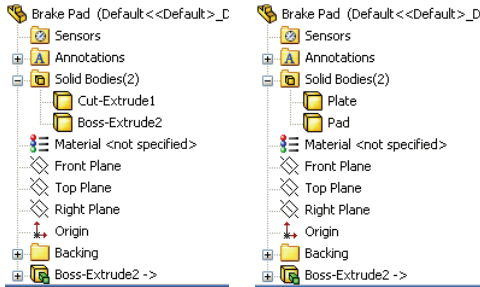 Brake Pad (Default<<Default>_D
Sensors
Annotations
Solid Bodies(2)
Cut-Extrude1
Boss-Extrude2
Material <not specified>
Front Plane
Top Plane
Right Plane
Origin
Backing
Boss-Extrude2 ->
Brake Pad (Default<<Default>_D
Sensors
Annotations
Solid Bodies(2)
Plate
Pad
Material <not specified>
Front Plane
Top Plane
Right Plane
Origin
Backing
Boss-Extrude2 ->